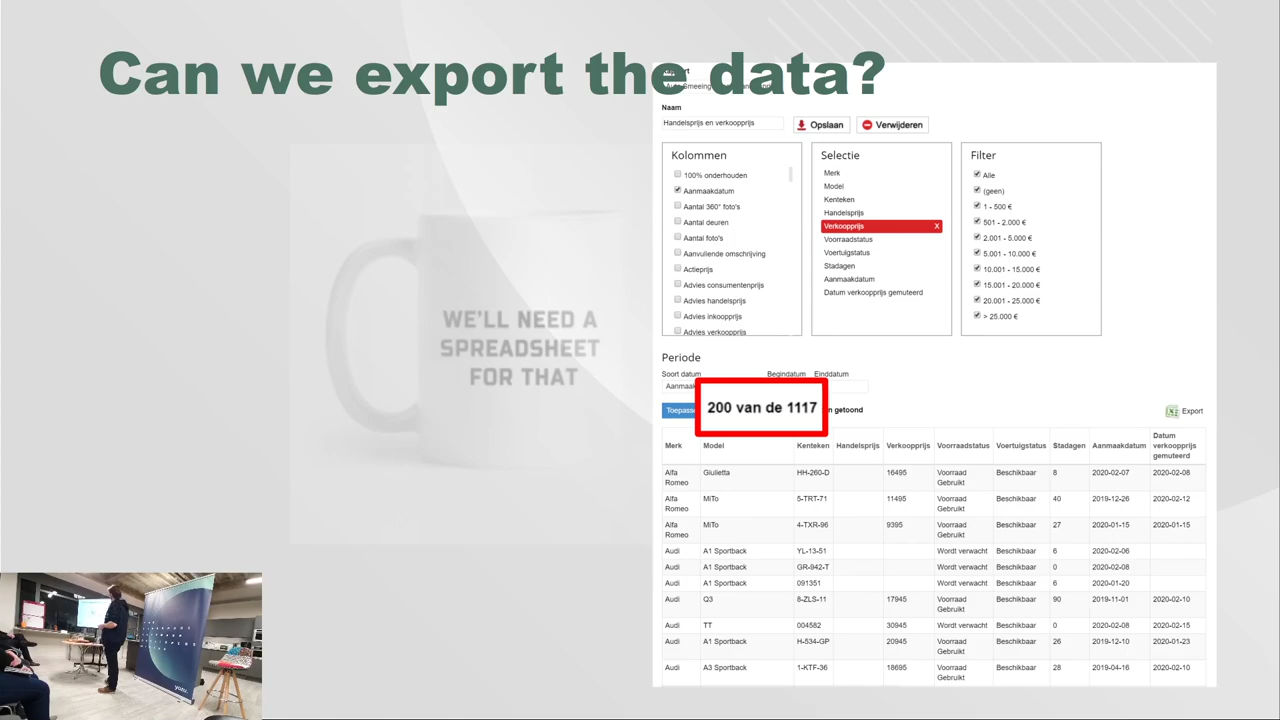 Can we export the data?
Naam
Handelsprijs en verkoopprijs
Opslaan
Verwijderen
Kolommen
100% onderhouden
Aanmaakdatum
Aantal 360° foto's
Aantal deuren
Aantal foto's
Aanvullende omschrijving
Actieprijs
Advies consumentenprijs
Advies handelsprijs
Advies inkoopprijs
Advies verkoopprijs
Selectie
Merk
Model
Kenteken
Handelsprijs
Verkoopprijs X
Voorraadstatus
Voertuigstatus
Stadagen
Aanmaakdatum
Datum verkoopprijs gemuteerd
Filter
Alle
(geen)
1 - 500 €
501 - 2.000 €
2.001 - 5.000 €
5.001 - 10.000 €
10.001 - 15.000 €
15.001 - 20.000 €
20.001 - 25.000 €
> 25.000 €
WE'LL NEED A
SPREADSHEET
FOR THAT
Periode
Soort datum Begindatum Einddatum
200 van de 1117
getoond
Export
Merk Model Kenteken Handelsprijs Verkoopprijs Voorraadstatus Voertuigstatus Stadagen Aanmaakdatum Datum verkoopprijs gemuteerd
Alfa Romeo Giulietta HH-260-D 16495 Voorraad Gebruikt Beschikbaar 8 2020-02-07 2020-02-08
Alfa Romeo MiTo 5-TRT-71 11495 Voorraad Gebruikt Beschikbaar 40 2019-12-26 2020-02-12
Alfa Romeo MiTo 4-TXR-96 9395 Voorraad Gebruikt Beschikbaar 27 2020-01-15 2020-01-15
Audi A1 Sportback YL-13-51 Wordt verwacht Beschikbaar 6 2020-02-06
Audi A1 Sportback GR-942-T Wordt verwacht Beschikbaar 0 2020-02-08
Audi A1 Sportback 091351 Wordt verwacht Beschikbaar 6 2020-01-20
Audi Q3 8-ZLS-11 17945 Voorraad Gebruikt Beschikbaar 90 2019-11-01 2020-02-10
Audi TT 004582 30945 Wordt verwacht Beschikbaar 0 2020-02-08 2020-02-15
Audi A1 Sportback H-534-GP 20945 Voorraad Gebruikt Beschikbaar 26 2019-12-10 2020-01-23
Audi A3 Sportback 1-KTF-36 18695 Voorraad Gebruikt Beschikbaar 28 2019-04-16 2020-02-10